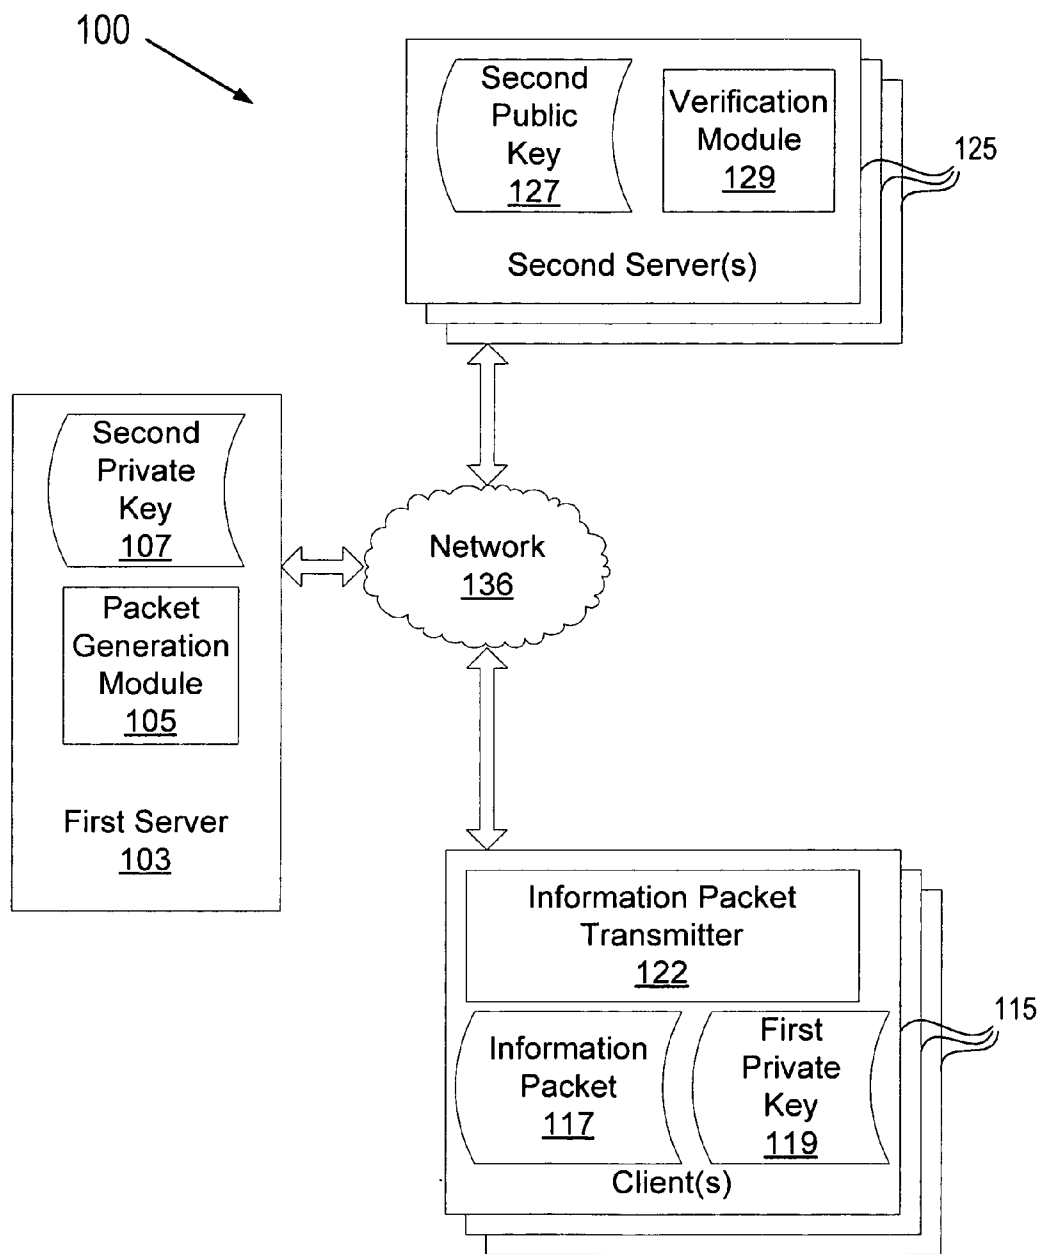 100
Second
Public
Key
127
Verification
Module
129
125
Second Server(s)
Second
Private
Key
107
Packet
Generation
Module
105
First Server
103
Network
136
Information Packet
Transmitter
122
Information
Packet
117
First
Private
Key
119
115
Client(s)